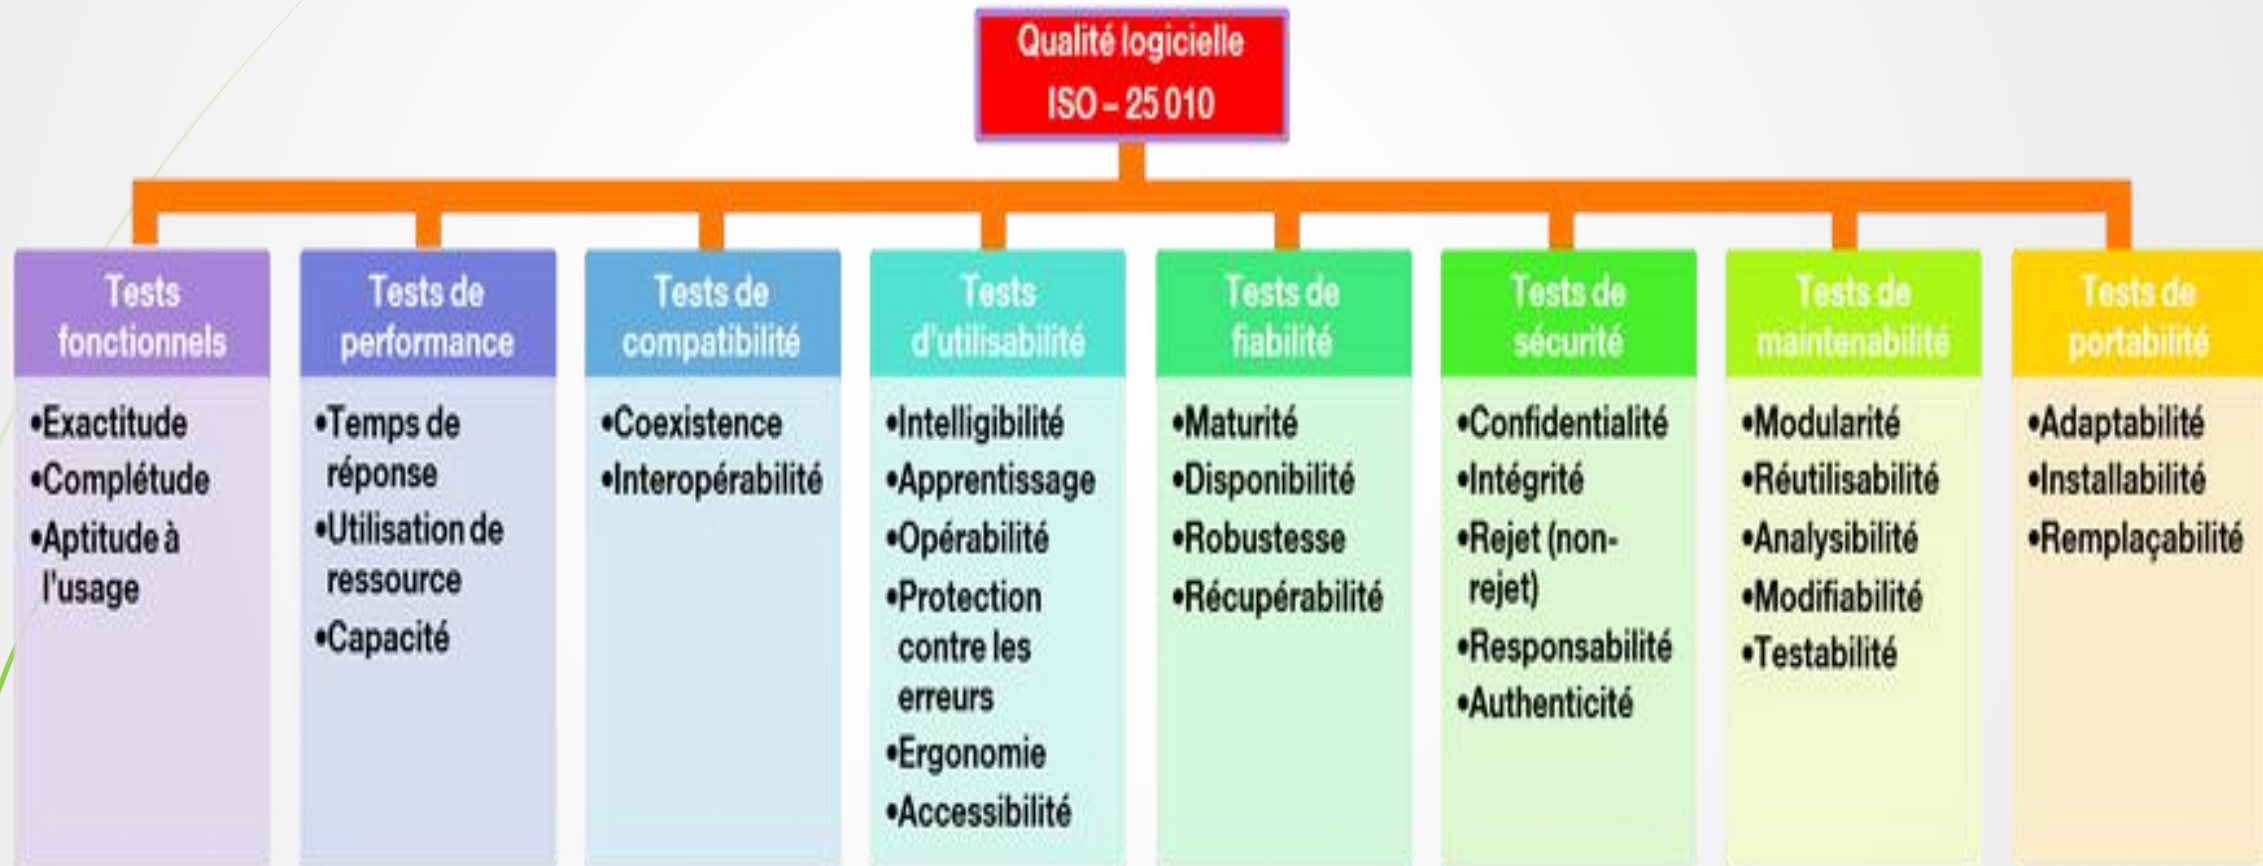 Qualité logicielle
ISO – 25 010
Tests
fonctionnels
•Exactitude
•Complétude
•Aptitude à
l'usage
Tests de
performance
•Temps de
réponse
•Utilisation de
ressource
•Capacité
Tests de
compatibilité
•Coexistence
•Interopérabilité
Tests
d'utilisabilité
•Intelligibilité
•Apprentissage
•Opérabilité
•Protection
contre les
erreurs
•Ergonomie
•Accessibilité
Tests de
fiabilité
•Maturité
•Disponibilité
•Robustesse
•Récupérabilité
Tests de
sécurité
•Confidentialité
•Intégrité
•Rejet (non-
rejet)
•Responsabilité
•Authenticité
Tests de
maintenabilité
•Modularité
•Réutilisabilité
•Analysibilité
•Modifiabilité
•Testabilité
Tests de
portabilité
•Adaptabilité
•Installabilité
•Remplaçabilité